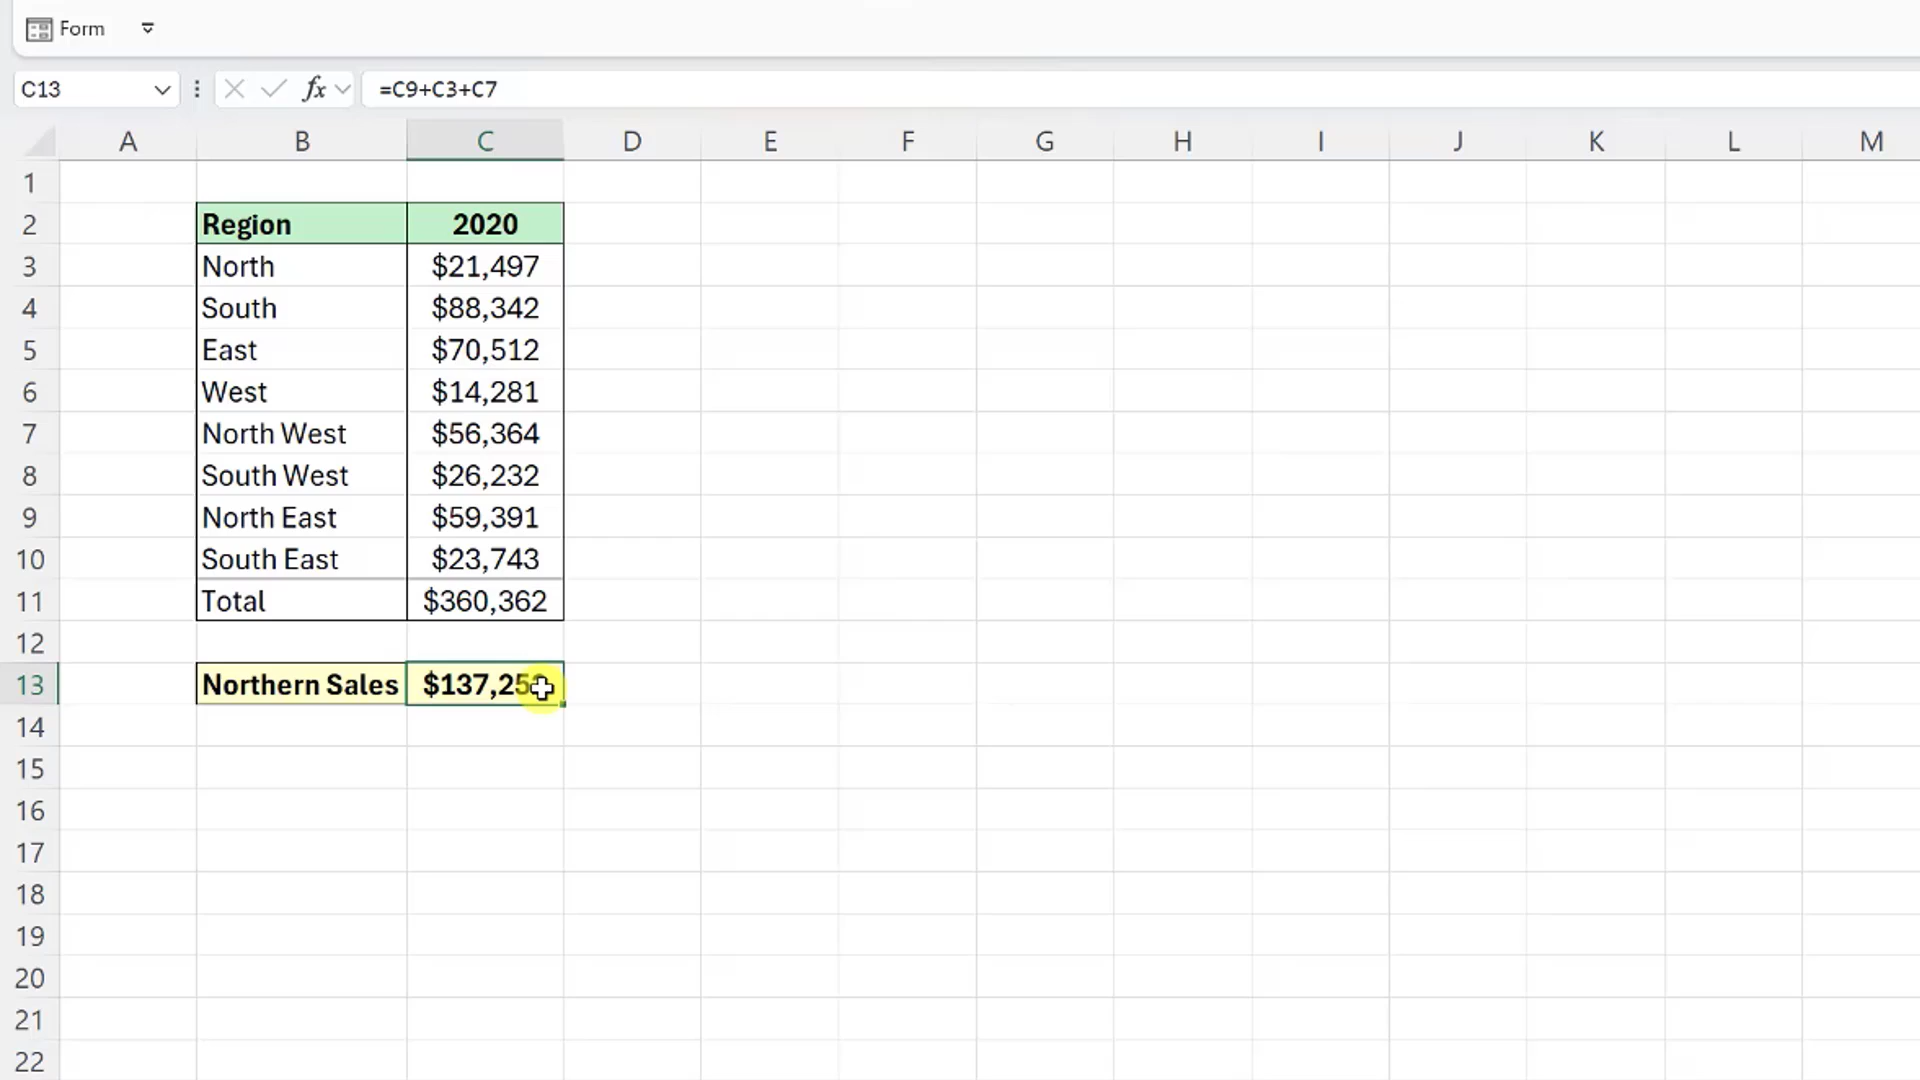 Form
C13 fx =C9+C3+C7
A B C D E F G H I J K L M
1
2 Region 2020
3 North $21,497
4 South $88,342
5 East $70,512
6 West $14,281
7 North West $56,364
8 South West $26,232
9 North East $59,391
10 South East $23,743
11 Total $360,362
12
13 Northern Sales
14
15
16
17
18
19
20
21
22